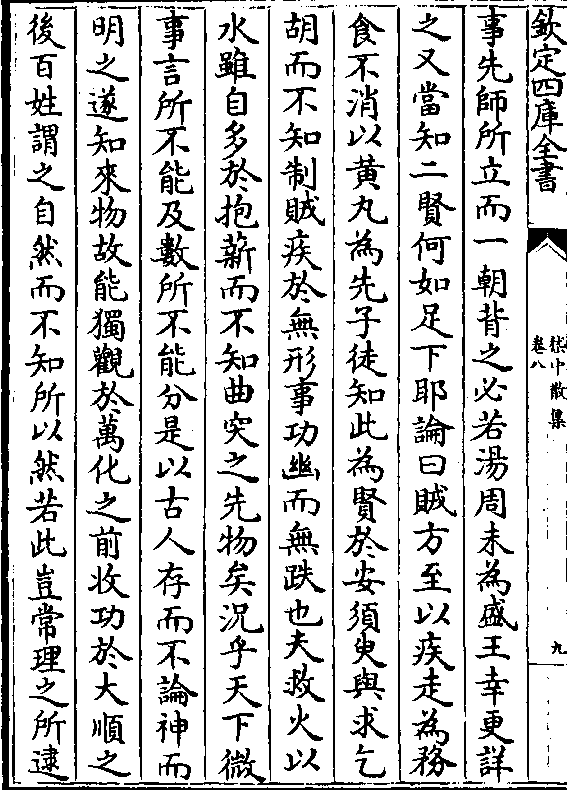 欽定四庫全書
嵇中散集
卷八
九
事先師所立而一朝背之必若湯周未為盛王幸更詳
之又當知二賢何如足下耶論曰賊方至以疾走為務
食不消以黄丸為先子徒知此為賢於安須臾與求乞
胡而不知制賊疾於無形事功幽而無跌也夫救火以
水雖自多於抱薪而不知曲突之先物矣況乎天下微
事言所不能及數所不能分是以古人存而不論神而
明之遂知來物故能獨觀於萬化之前收功於大順之
後百姓謂之自然而不知所以然若此豈常理之所逮